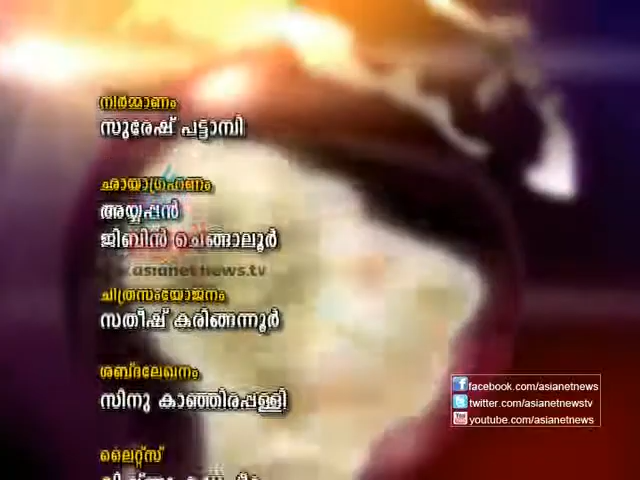 നിർമ്മാണം
സുരേഷ് പട്ടാമ്പി
ഛായാഗ്രഹണം
അയ്യപ്പൻ
ജിബിൻ ചെങ്ങാലൂർ
asianetnews.tv
ചിത്രസംയോജനം
സതീഷ് കരിങ്ങന്നൂർ
ശബ്ദലേഖനം
സിനു കാഞ്ഞിരപ്പള്ളി
ലൈറ്റ്സ്
facebook.com/asianetnews
twitter.com/asianetnewstv
youtube.com/asianetnews